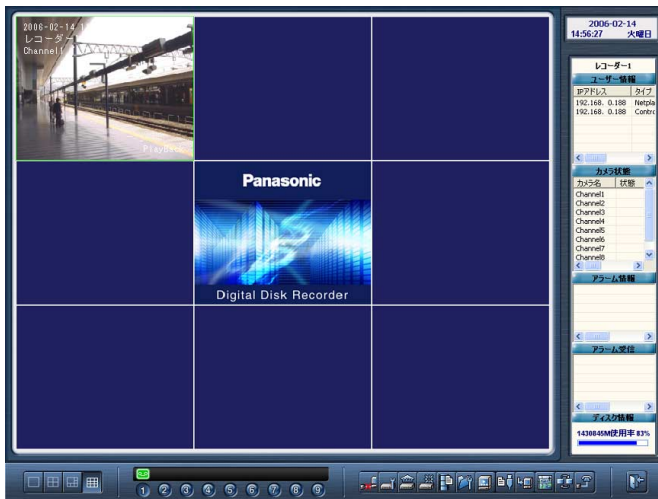 2006-02-14 1
レコーダー
Channel1
PlayBack
Panasonic
Digital Disk Recorder
2006-02-14
14:56:27 火曜日
レコーダー1
ユーザー情報
IPアドレス タイプ
192.168. 0.188 Netpla
192.168. 0.188 Contro
カメラ状態
カメラ名 状態
Channel1
Channel2
Channel3
Channel4
Channel5
Channel6
Channel7
Channel8
アラーム情報
アラーム受信
ディスク情報
1430845M使用率 83%
1 2 3 4 5 6 7 8 9